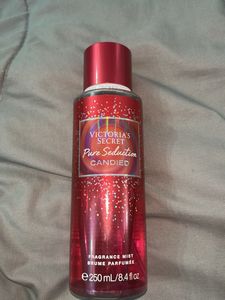 VICTORIA'S
SECRET
Pure Seduction
CANDIED
FRAGRANCE MIST
BRUME PARFUMÉE
℮ 250 mL/8.4 fl oz